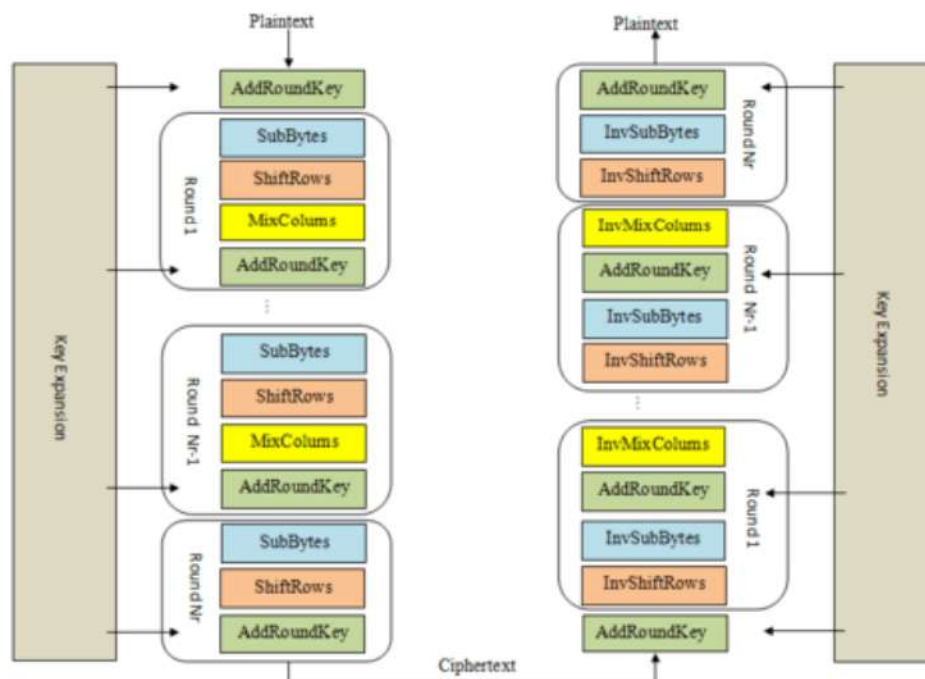 Plaintext
AddRoundKey
SubBytes
ShiftRows
MixColums
AddRoundKey
Round 1
...
SubBytes
ShiftRows
MixColums
AddRoundKey
Round Nr-1
SubBytes
ShiftRows
AddRoundKey
Round Nr
Key Expansion
Ciphertext
Plaintext
AddRoundKey
InvSubBytes
InvShiftRows
Round Nr
InvMixColums
AddRoundKey
InvSubBytes
InvShiftRows
Round Nr-1
...
InvMixColums
AddRoundKey
InvSubBytes
InvShiftRows
Round 1
AddRoundKey
Key Expansion